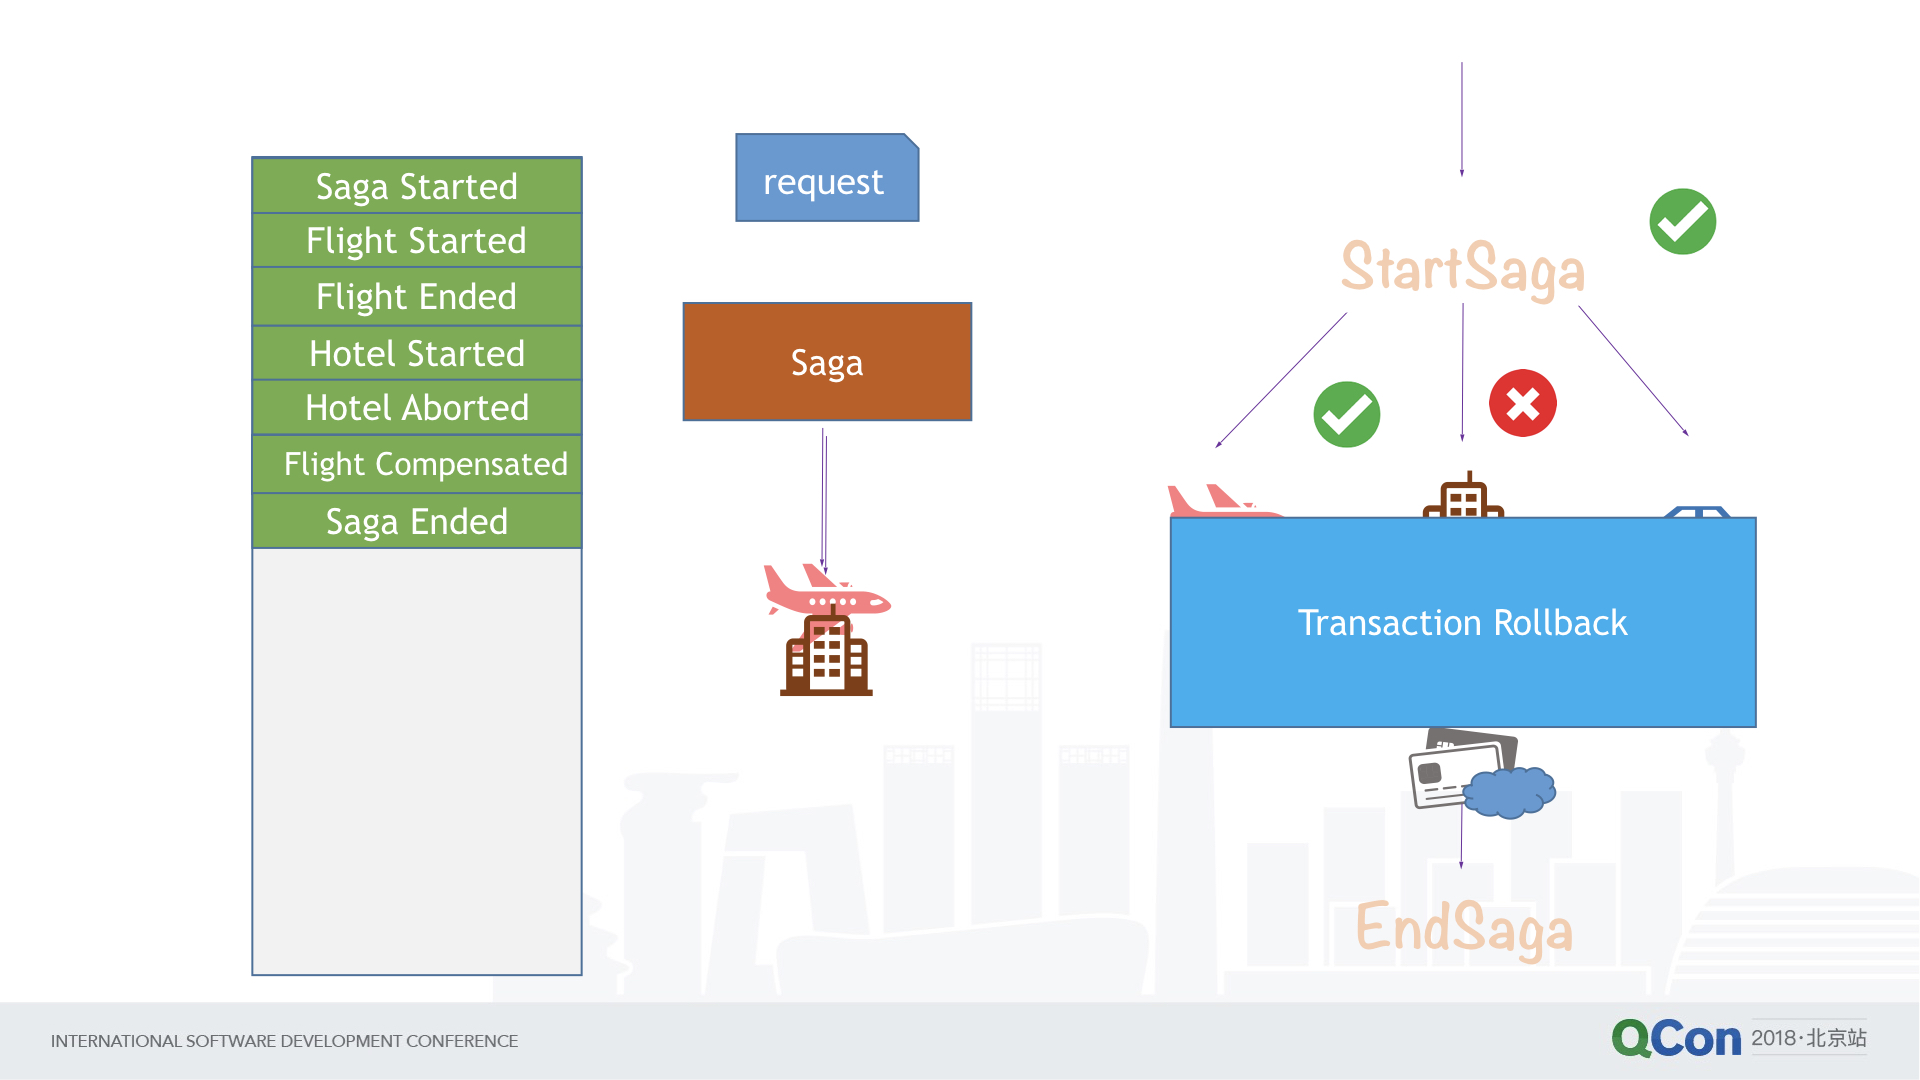 Saga Started
Flight Started
Flight Ended
Hotel Started
Hotel Aborted
Flight Compensated
Saga Ended
request
Saga
StartSaga
Transaction Rollback
EndSaga
INTERNATIONAL SOFTWARE DEVELOPMENT CONFERENCE
QCon 2018·北京站